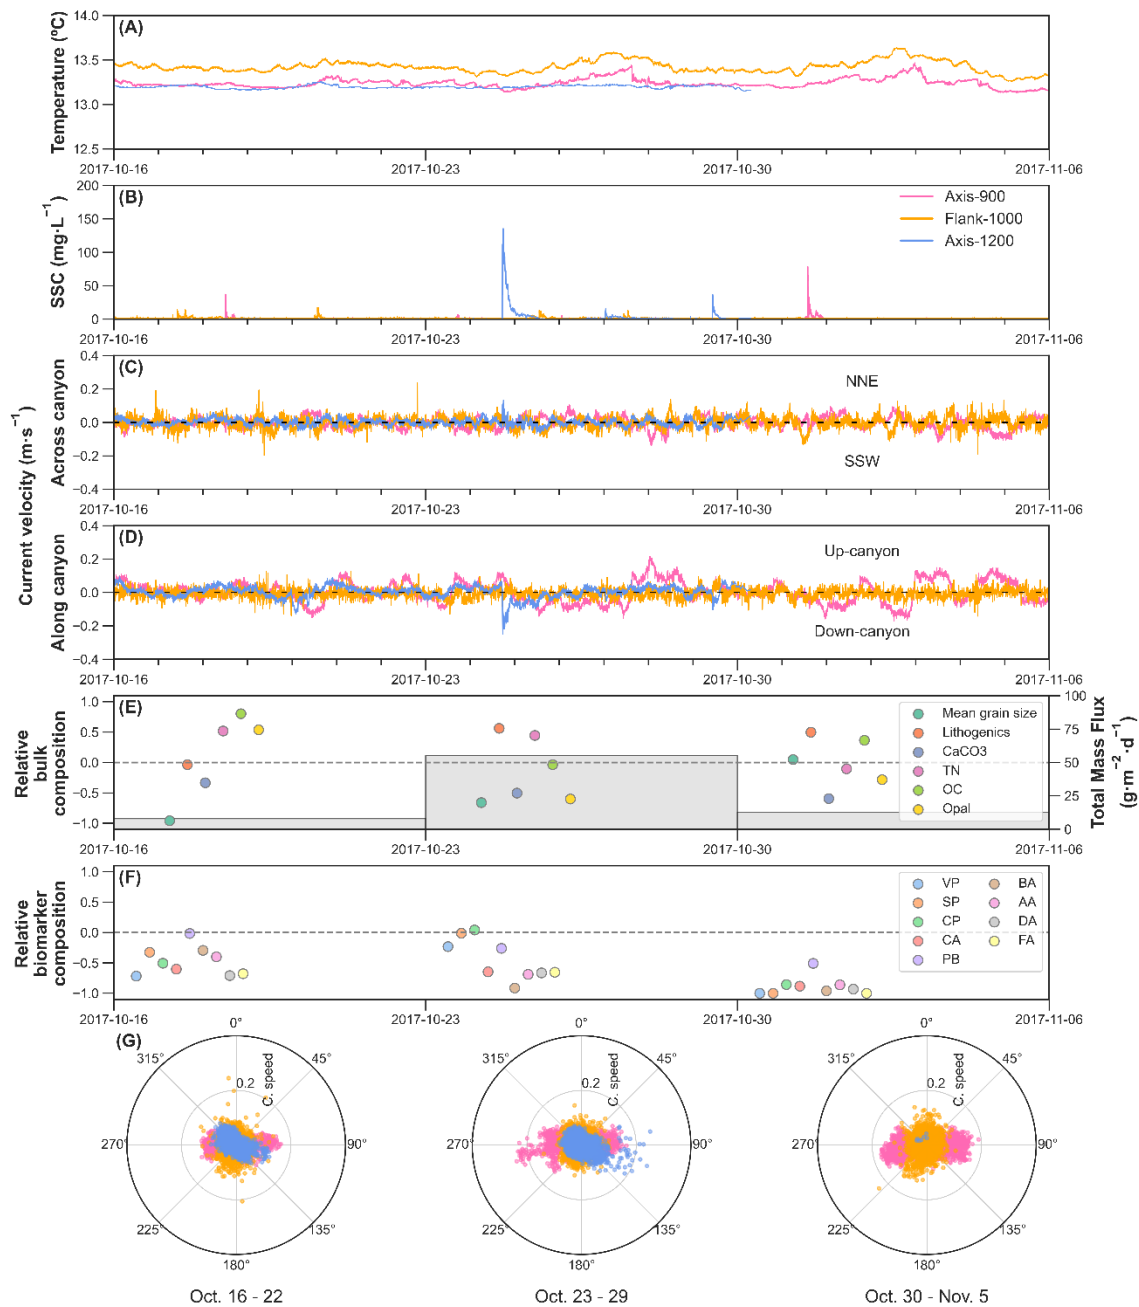 (A)
Temperature (ºC)
14.0
13.5
13.0
12.5
2017-10-16
2017-10-23
2017-10-30
2017-11-06
(B)
SSC (mg·L⁻¹)
200
150
100
50
0
Axis-900
Flank-1000
Axis-1200
2017-10-16
2017-10-23
2017-10-30
2017-11-06
Current velocity (m·s⁻¹)
(C)
Across canyon
0.4
0.2
0.0
−0.2
−0.4
NNE
SSW
2017-10-16
2017-10-23
2017-10-30
2017-11-06
(D)
Along canyon
0.4
0.2
0.0
−0.2
−0.4
Up-canyon
Down-canyon
2017-10-16
2017-10-23
2017-10-30
2017-11-06
(E)
Relative
bulk
composition
1.0
0.5
0.0
−0.5
−1.0
Mean grain size
Lithogenics
CaCO3
TN
OC
Opal
100
75
50
25
0
Total Mass Flux
(g·m⁻²·d⁻¹)
2017-10-16
2017-10-23
2017-10-30
2017-11-06
(F)
Relative
biomarker
composition
1.0
0.5
0.0
−0.5
−1.0
VP
SP
CP
CA
PB
BA
AA
DA
FA
2017-10-16
2017-10-23
2017-10-30
2017-11-06
(G)
0°
45°
90°
135°
180°
225°
270°
315°
0.2
C. speed
Oct. 16 - 22
0°
45°
90°
135°
180°
225°
270°
315°
0.2
C. speed
Oct. 23 - 29
0°
45°
90°
135°
180°
225°
270°
315°
0.2
C. speed
Oct. 30 - Nov. 5